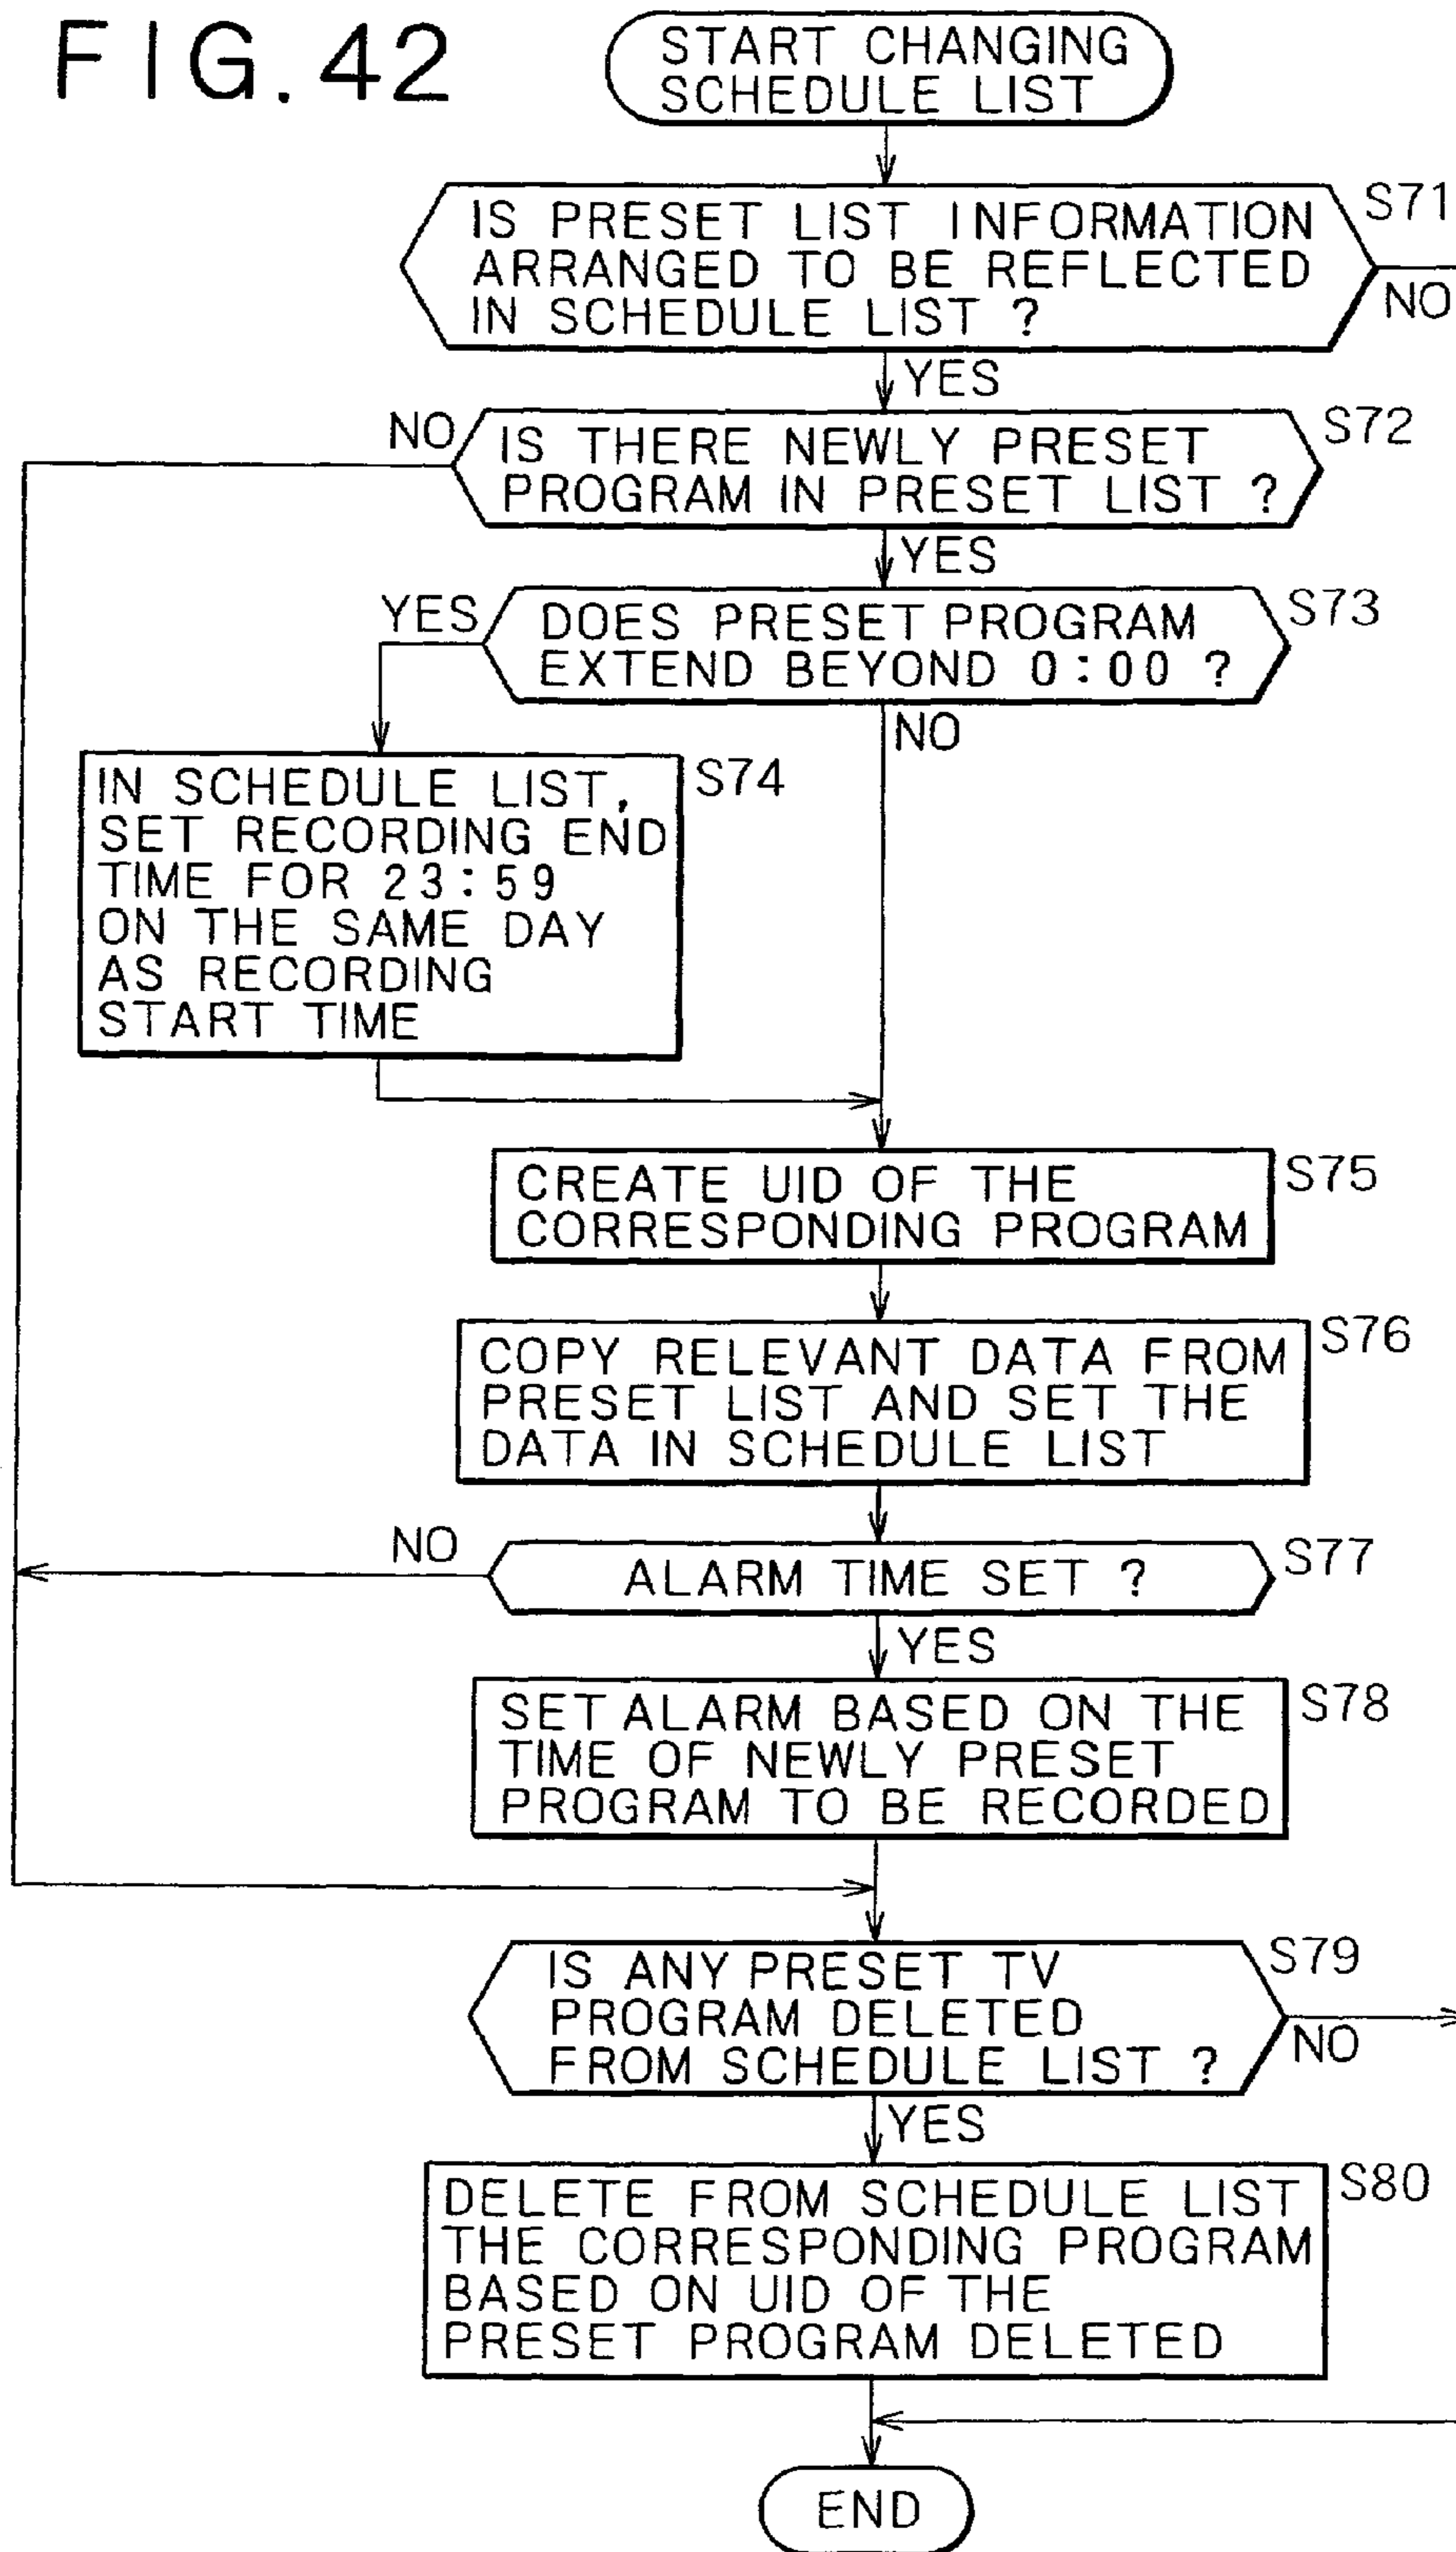 FIG. 42
START CHANGING
SCHEDULE LIST
IS PRESET LIST INFORMATION
ARRANGED TO BE REFLECTED
IN SCHEDULE LIST ?
S71
NO
YES
NO
IS THERE NEWLY PRESET
PROGRAM IN PRESET LIST ?
S72
YES
YES
DOES PRESET PROGRAM
EXTEND BEYOND 0:00 ?
S73
NO
IN SCHEDULE LIST,
SET RECORDING END
TIME FOR 23:59
ON THE SAME DAY
AS RECORDING
START TIME
S74
CREATE UID OF THE
CORRESPONDING PROGRAM
S75
COPY RELEVANT DATA FROM
PRESET LIST AND SET THE
DATA IN SCHEDULE LIST
S76
NO
ALARM TIME SET ?
S77
YES
SET ALARM BASED ON THE
TIME OF NEWLY PRESET
PROGRAM TO BE RECORDED
S78
IS ANY PRESET TV
PROGRAM DELETED
FROM SCHEDULE LIST ?
S79
NO
YES
DELETE FROM SCHEDULE LIST
THE CORRESPONDING PROGRAM
BASED ON UID OF THE
PRESET PROGRAM DELETED
S80
END